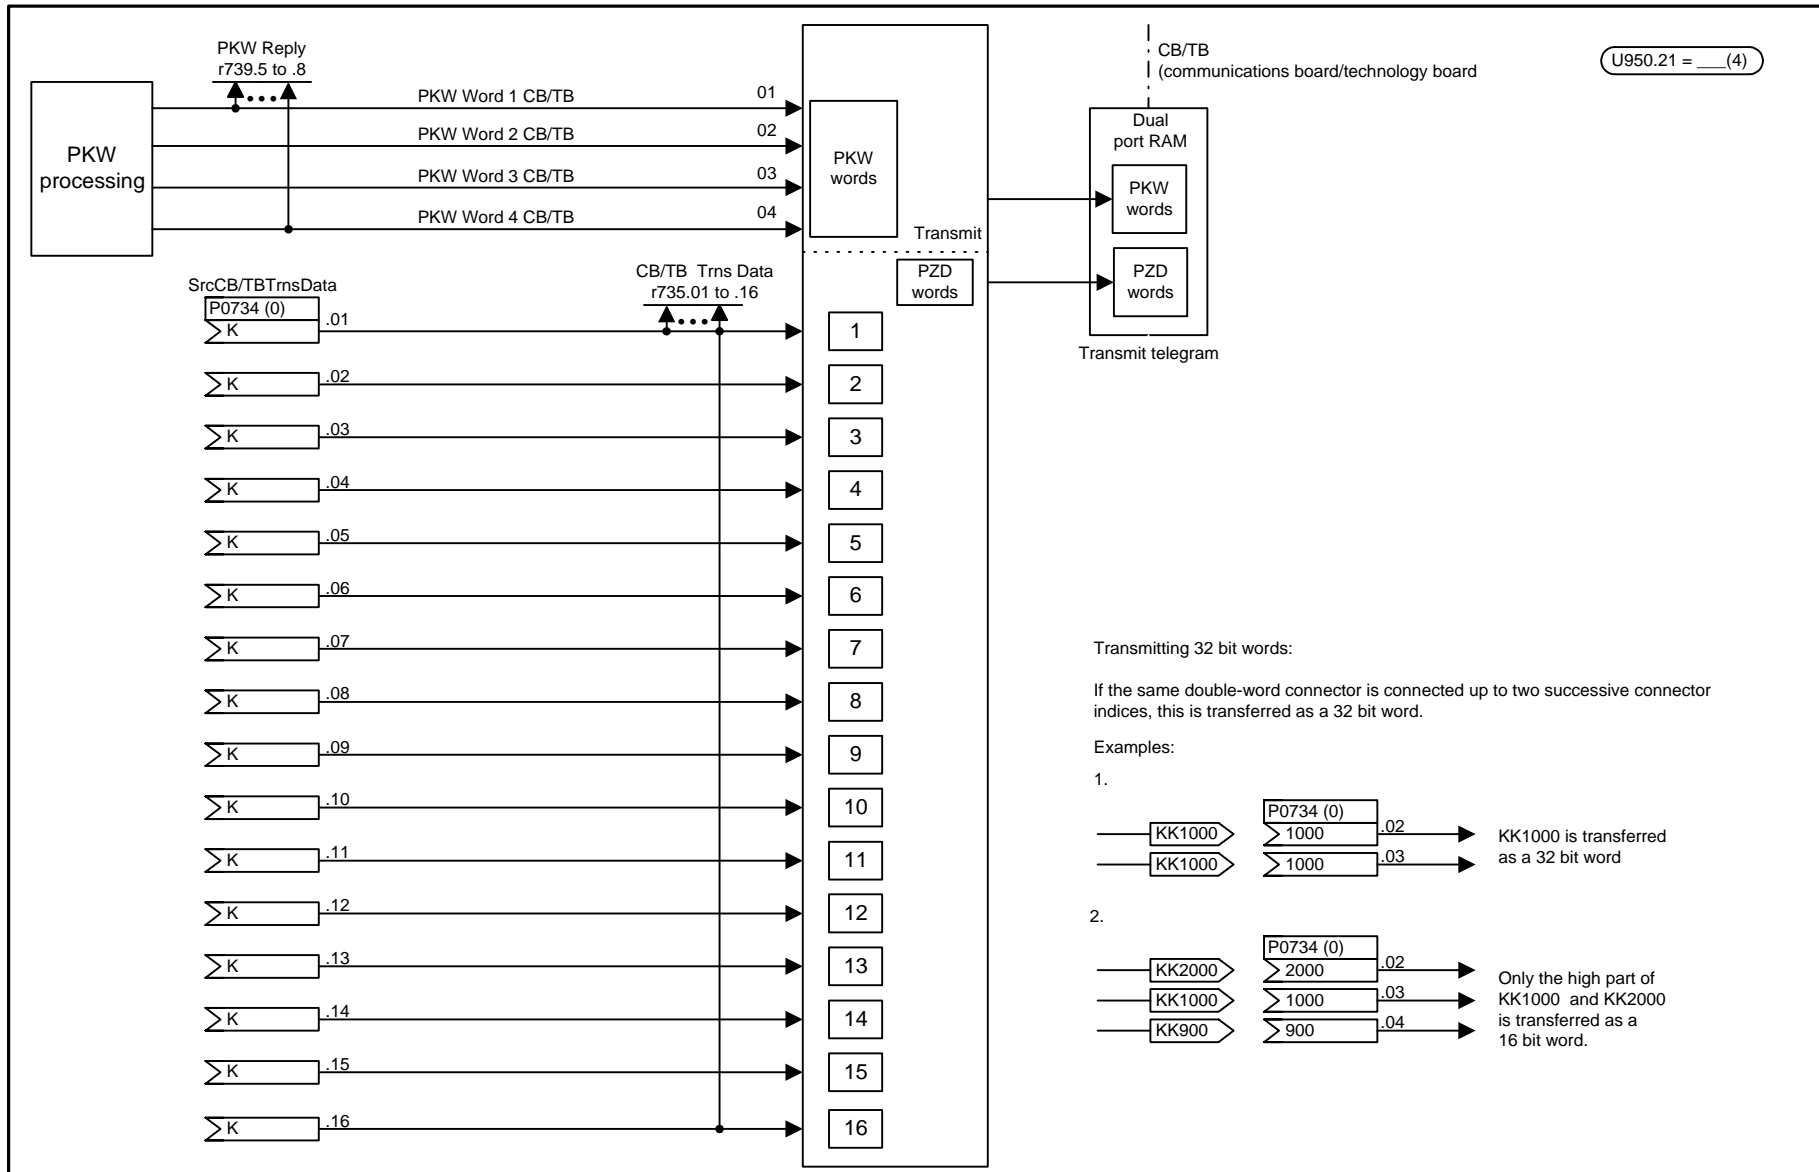 PKW Reply
r739.5 to .8
CB/TB
(communications board/technology board
U950.21 = ___(4)
PKW
processing
PKW Word 1 CB/TB 01
PKW Word 2 CB/TB 02
PKW Word 3 CB/TB 03
PKW Word 4 CB/TB 04
PKW
words
Transmit
PZD
words
Dual
port RAM
PKW
words
PZD
words
Transmit telegram
SrcCB/TBTrnsData
P0734 (0)
CB/TB Trns Data
r735.01 to .16
K .01 1
K .02 2
K .03 3
K .04 4
K .05 5
K .06 6
K .07 7
K .08 8
K .09 9
K .10 10
K .11 11
K .12 12
K .13 13
K .14 14
K .15 15
K .16 16
Transmitting 32 bit words:
If the same double-word connector is connected up to two successive connector
indices, this is transferred as a 32 bit word.
Examples:
1.
P0734 (0)
KK1000 1000 .02
KK1000 1000 .03
KK1000 is transferred
as a 32 bit word
2.
P0734 (0)
KK2000 2000 .02
KK1000 1000 .03
KK900 900 .04
Only the high part of
KK1000 and KK2000
is transferred as a
16 bit word.